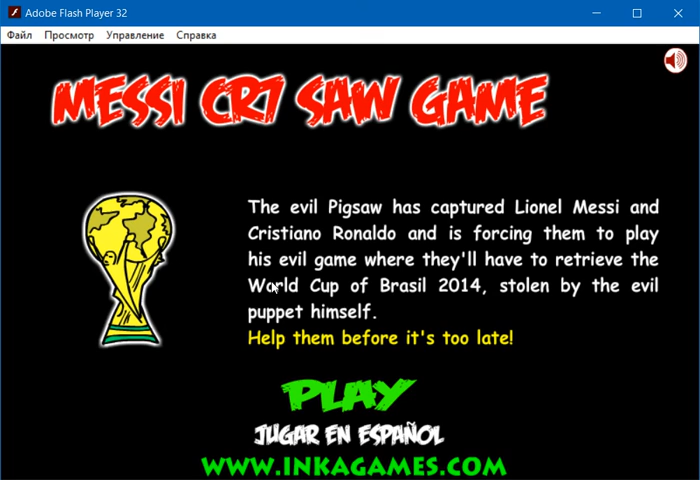 Adobe Flash Player 32
Файл Просмотр Управление Справка
MESSI CR7 SAW GAME
The evil Pigsaw has captured Lionel Messi and
Cristiano Ronaldo and is forcing them to play
his evil game where they'll have to retrieve the
World Cup of Brasil 2014, stolen by the evil
puppet himself.
Help them before it's too late!
PLAY
JUGAR EN ESPAÑOL
WWW.INKAGAMES.COM